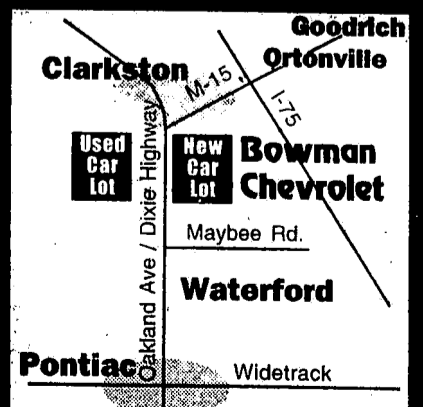 Goodrich
Ortonville
Clarkston
M-15
I-75
Used
Car
Lot
New
Car
Lot
Bowman
Chevrolet
Oakland Ave / Dixie Highway
Maybee Rd.
Waterford
Pontiac
Widetrack